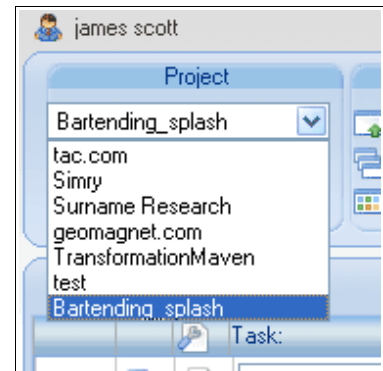 james scott
Project
Bartending_splash
tac.com
Simry
Surname Research
geomagnet.com
TransformationMaven
test
Bartending_splash
Task: